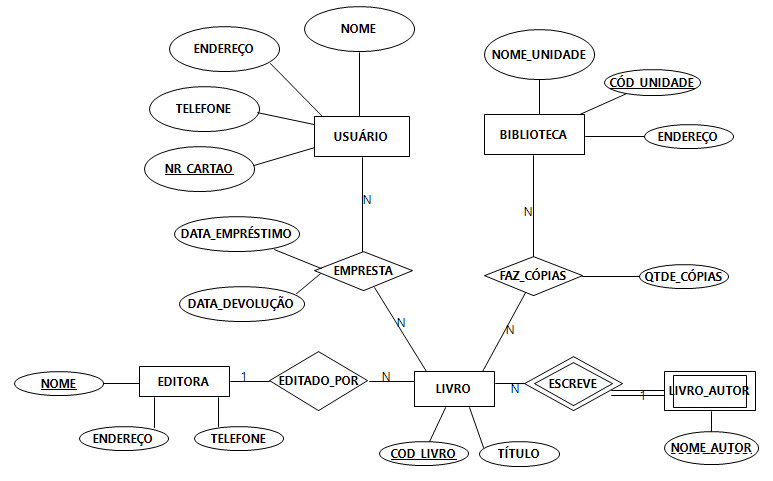 NOME
ENDEREÇO
NOME_UNIDADE
CÓD_UNIDADE
TELEFONE
USUÁRIO
BIBLIOTECA
ENDEREÇO
NR_CARTAO
N
N
DATA_EMPRÉSTIMO
EMPRESTA
FAZ_CÓPIAS
QTDE_CÓPIAS
DATA_DEVOLUÇÃO
N
N
NOME
EDITORA
1
EDITADO_POR
N
LIVRO
N
ESCREVE
1
LIVRO_AUTOR
ENDEREÇO
TELEFONE
COD_LIVRO
TÍTULO
NOME_AUTOR